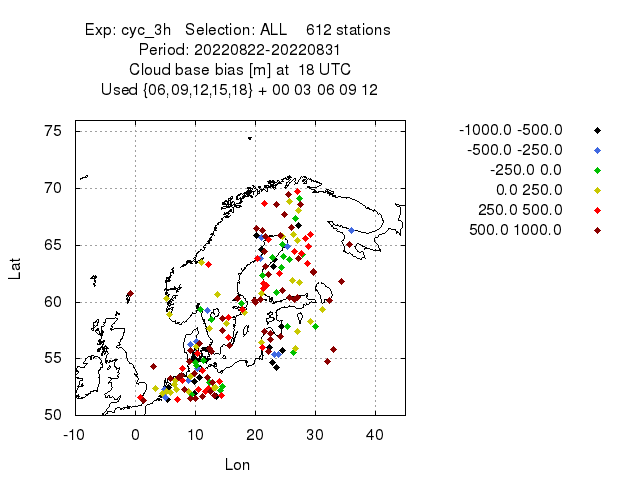 Exp: cyc_3h   Selection: ALL    612 stations
Period: 20220822-20220831
Cloud base bias [m] at  18 UTC
Used {06,09,12,15,18} + 00 03 06 09 12
-1000.0 -500.0
-500.0 -250.0
-250.0 0.0
0.0 250.0
250.0 500.0
500.0 1000.0
75
70
65
60
55
50
Lat
-10 0 10 20 30 40
Lon